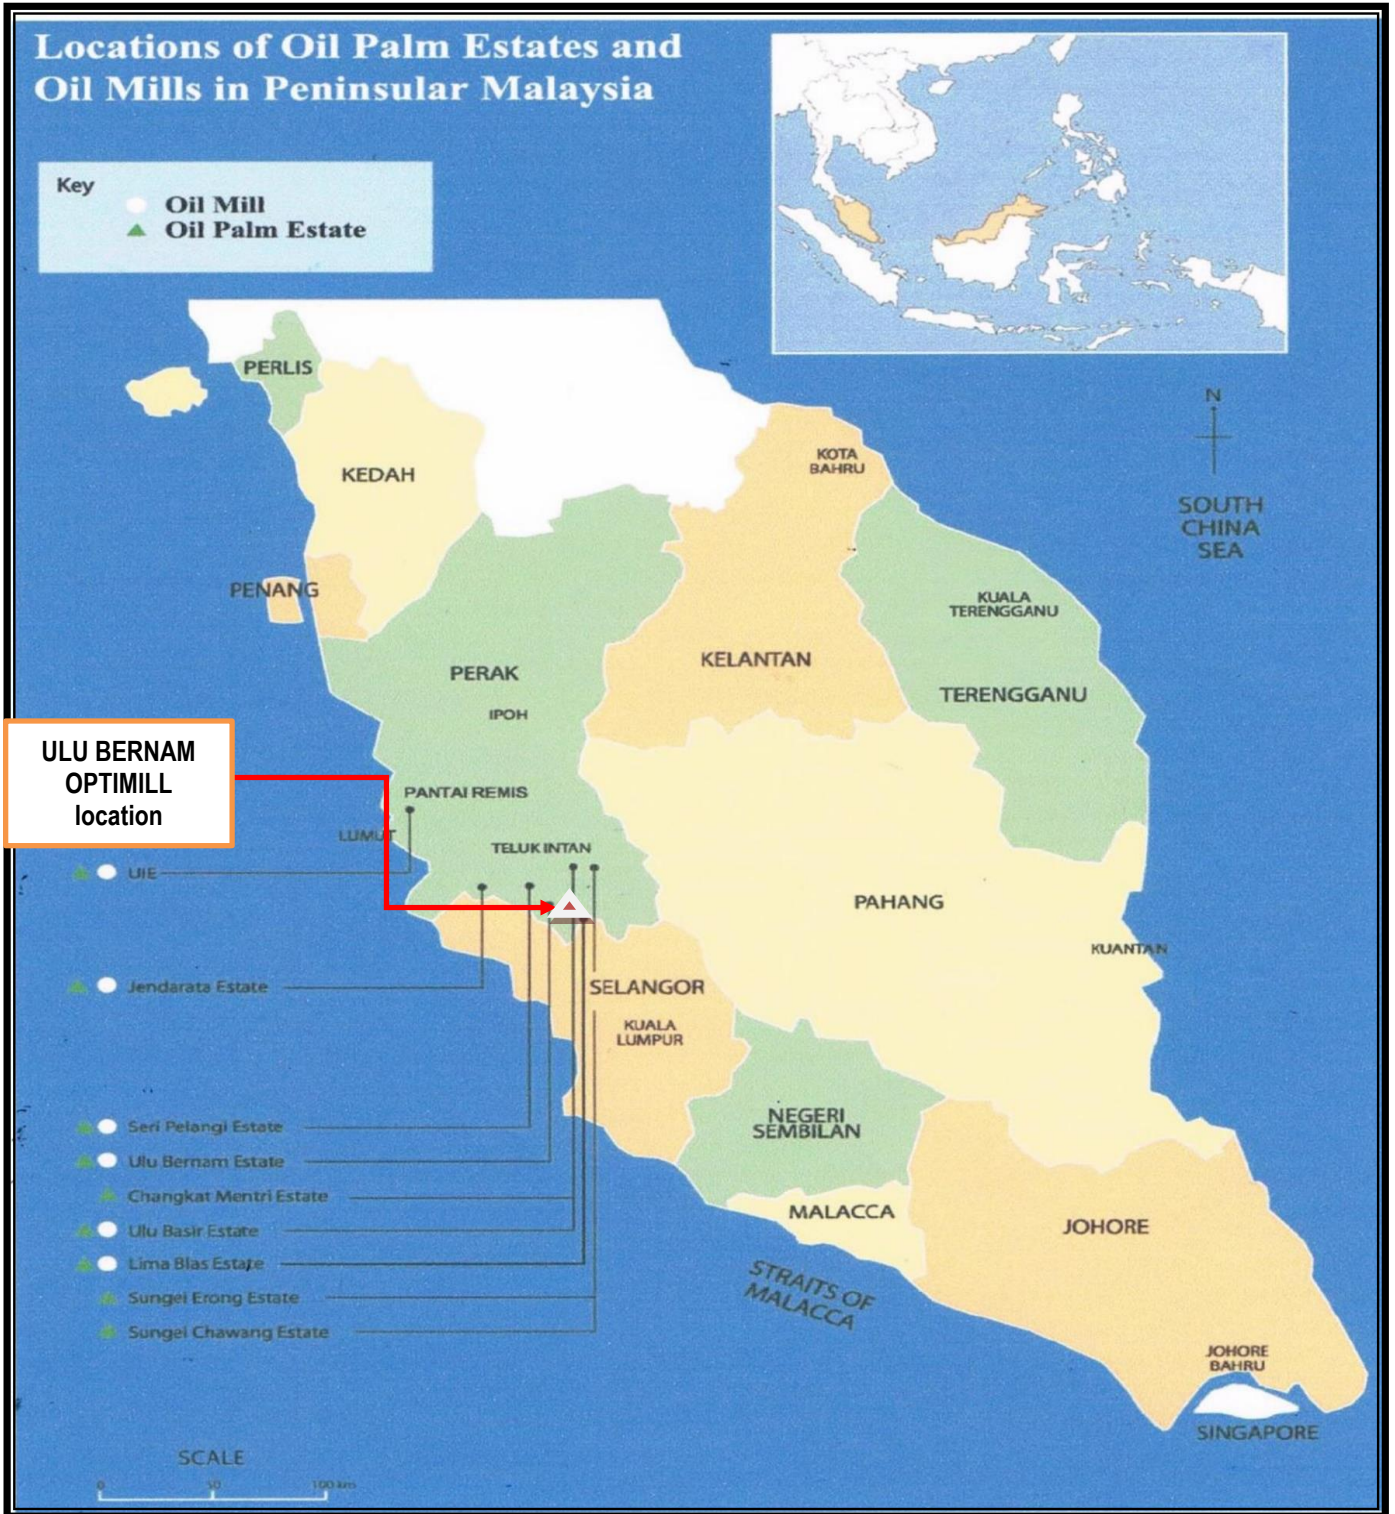 Locations of Oil Palm Estates and
Oil Mills in Peninsular Malaysia
Key
Oil Mill
Oil Palm Estate
N
SOUTH
CHINA
SEA
PERLIS
KEDAH
KOTA
BAHRU
PENANG
KUALA
TERENGGANU
KELANTAN
TERENGGANU
PERAK
IPOH
ULU BERNAM
OPTIMILL
location
PANTAI REMIS
LUMUT
TELUK INTAN
UIE
PAHANG
KUANTAN
Jendarata Estate
SELANGOR
KUALA
LUMPUR
Seri Pelangi Estate
Ulu Bernam Estate
Changkat Mentri Estate
Ulu Basir Estate
Lima Blas Estate
Sungei Erong Estate
Sungei Chawang Estate
NEGERI
SEMBILAN
MALACCA
JOHORE
STRAITS OF
MALACCA
JOHORE
BAHRU
SINGAPORE
SCALE
0 50 100 km